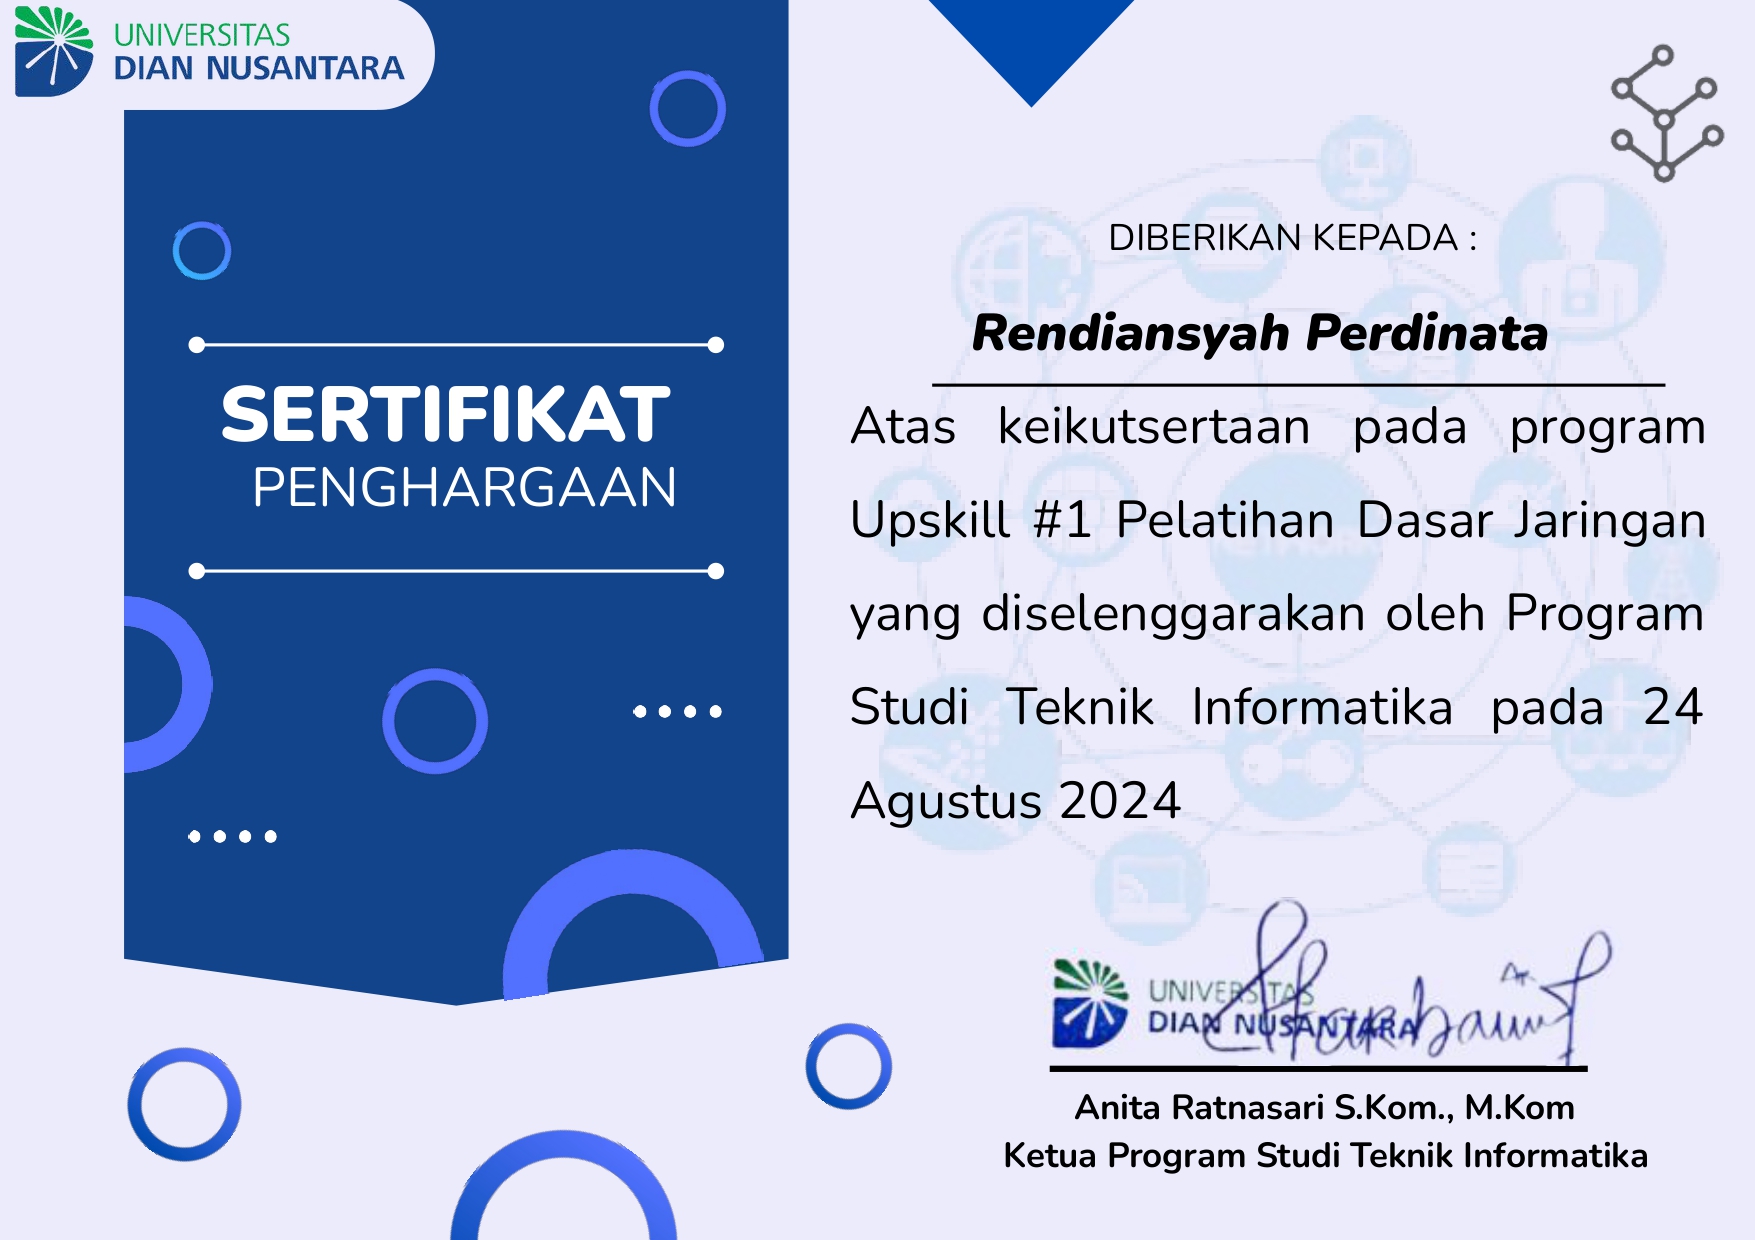 UNIVERSITAS
DIAN NUSANTARA
SERTIFIKAT
PENGHARGAAN
DIBERIKAN KEPADA :
Rendiansyah Perdinata
Atas keikutsertaan pada program
Upskill #1 Pelatihan Dasar Jaringan
yang diselenggarakan oleh Program
Studi Teknik Informatika pada 24
Agustus 2024
UNIVERSITAS
DIAN NUSANTARA
Anita Ratnasari S.Kom., M.Kom
Ketua Program Studi Teknik Informatika